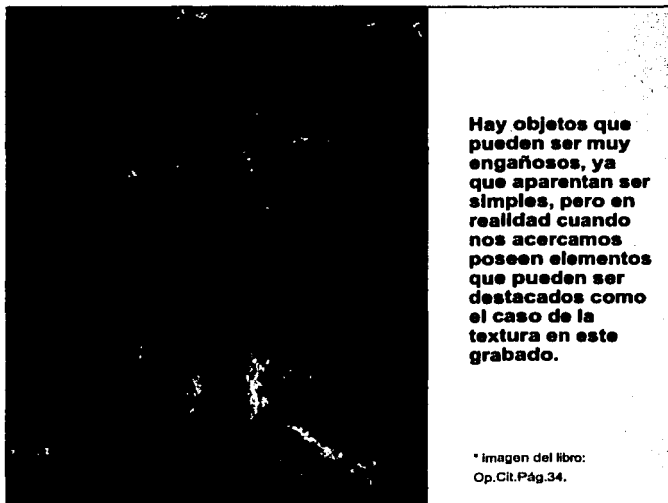 Hay objetos que
pueden ser muy
engañosos, ya
que aparentan ser
simples, pero en
realidad cuando
nos acercamos
poseen elementos
que pueden ser
destacados como
el caso de la
textura en este
grabado.
* imagen del libro:
Op.Cit.Pág.34.